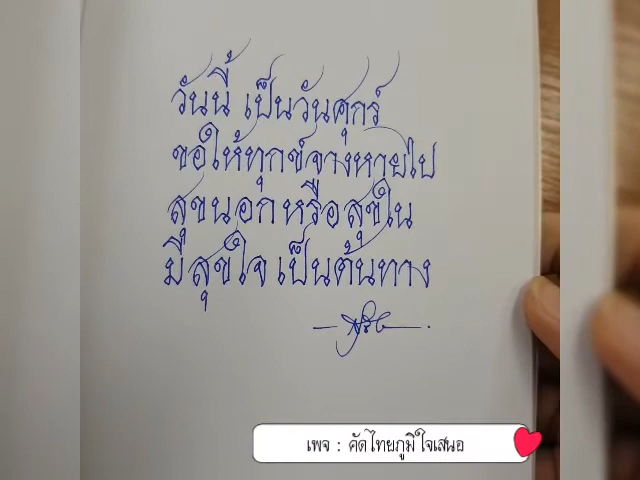 วันนี้ เป็นวันศุกร์
ขอให้ทุกข์จางหายไป
สุขนอก หรือสุขใน
มีสุขใจ เป็นต้นทาง
เพจ : คัดไทยภูมิใจเสนอ